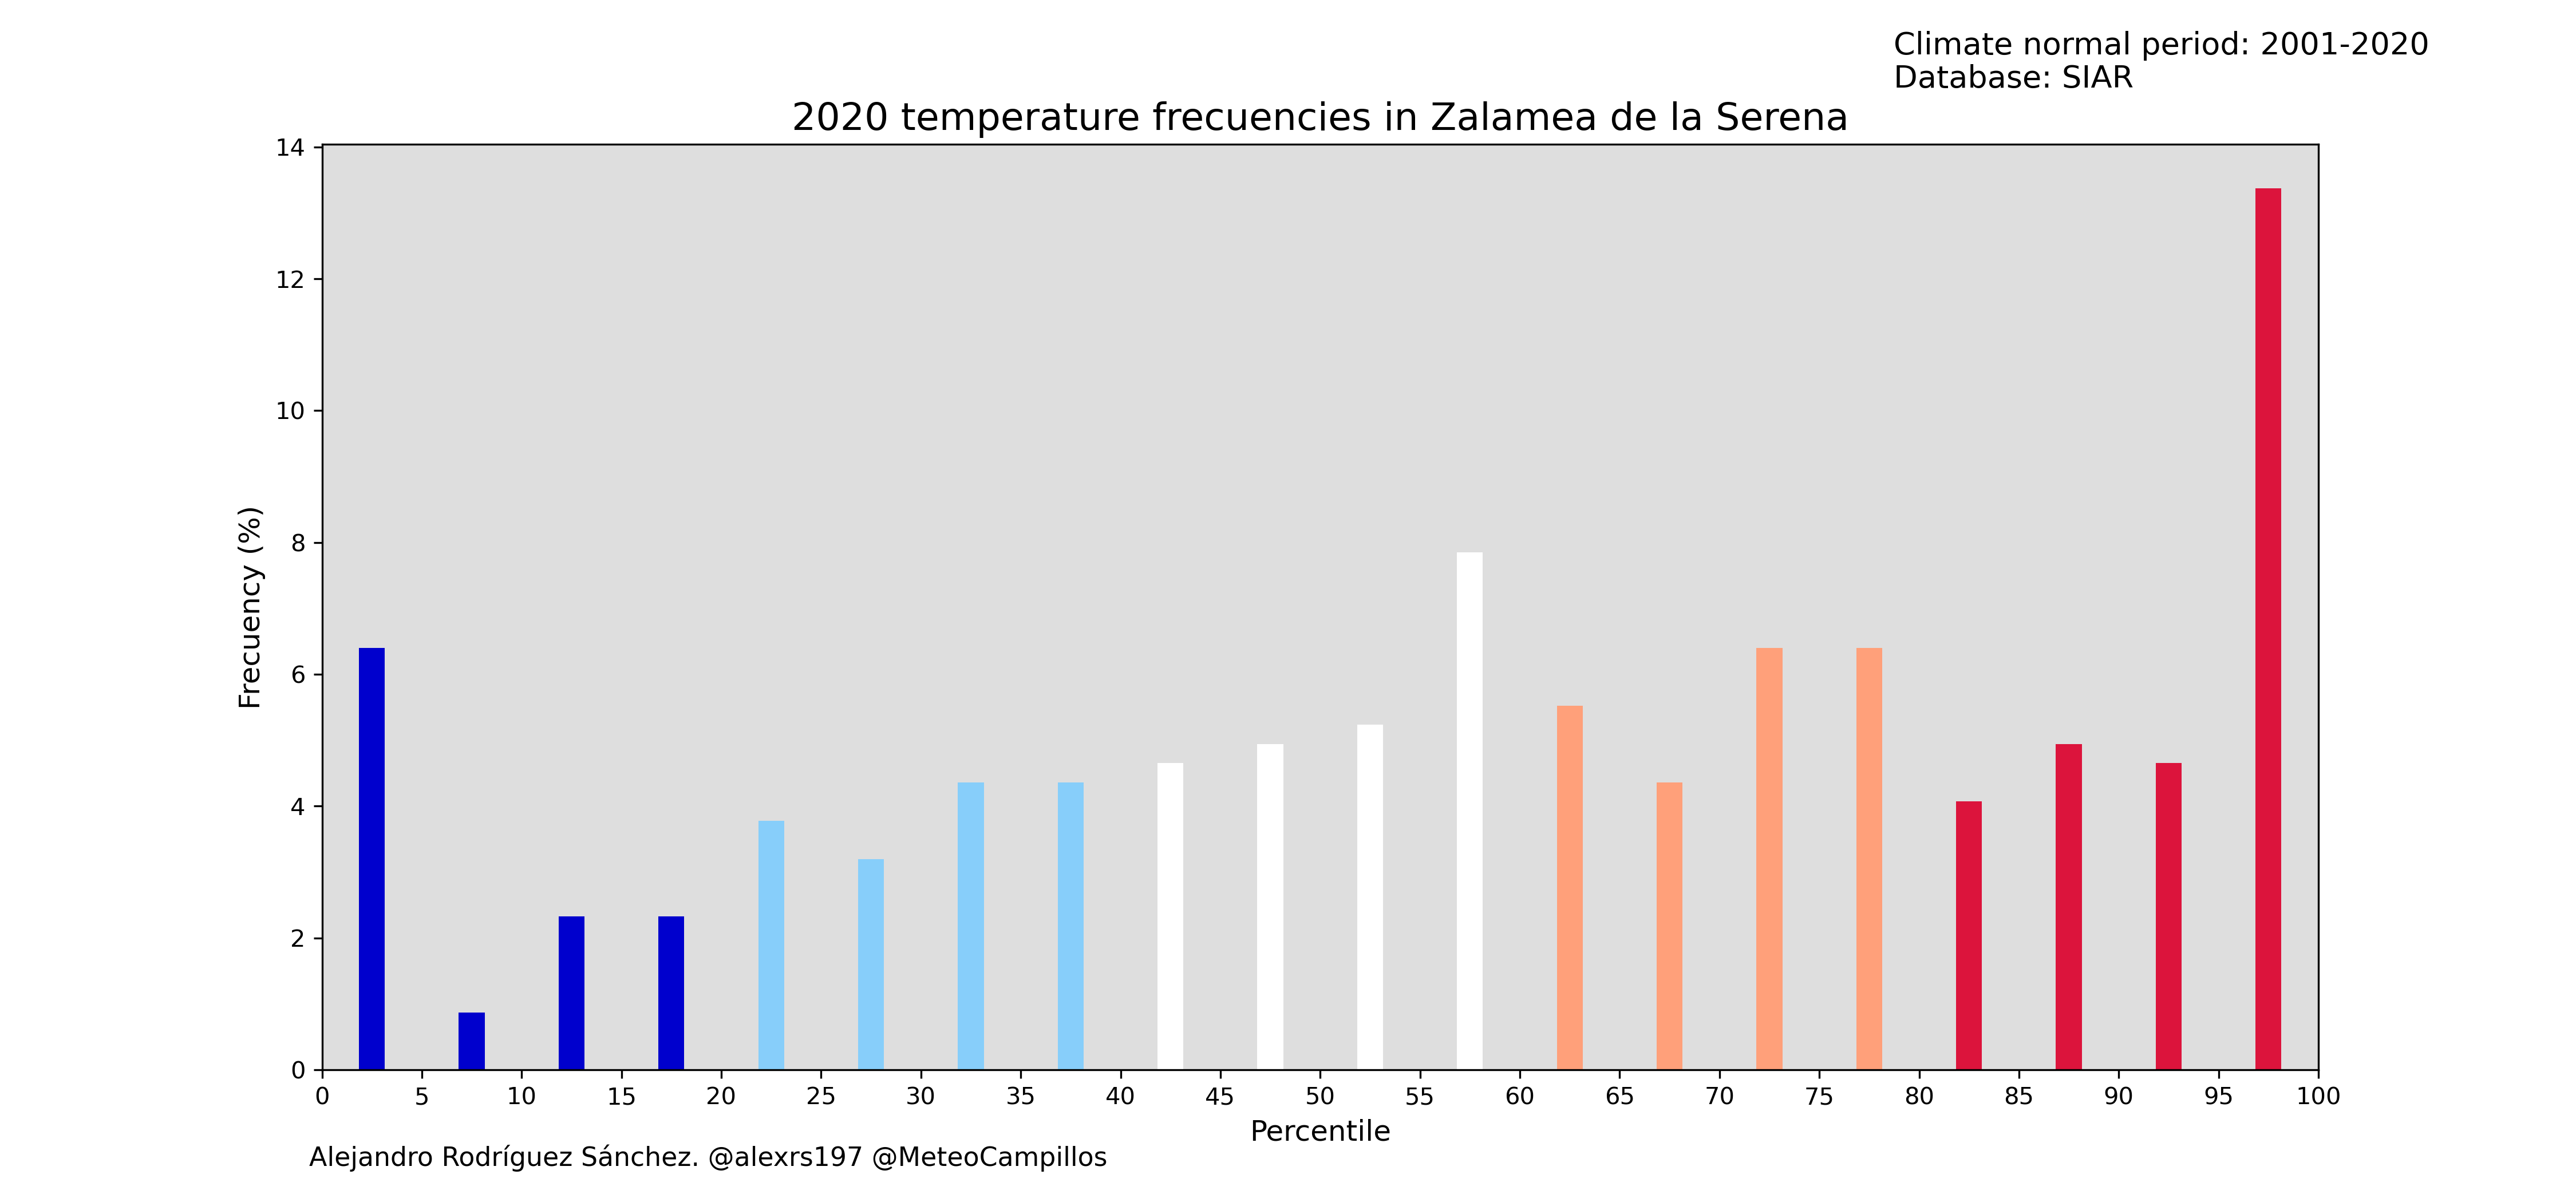 Climate normal period: 2001-2020
Database: SIAR
2020 temperature frecuencies in Zalamea de la Serena
14
12
10
8
6
4
2
0
Frecuency (%)
0 5 10 15 20 25 30 35 40 45 50 55 60 65 70 75 80 85 90 95 100
Percentile
Alejandro Rodríguez Sánchez. @alexrs197 @MeteoCampillos